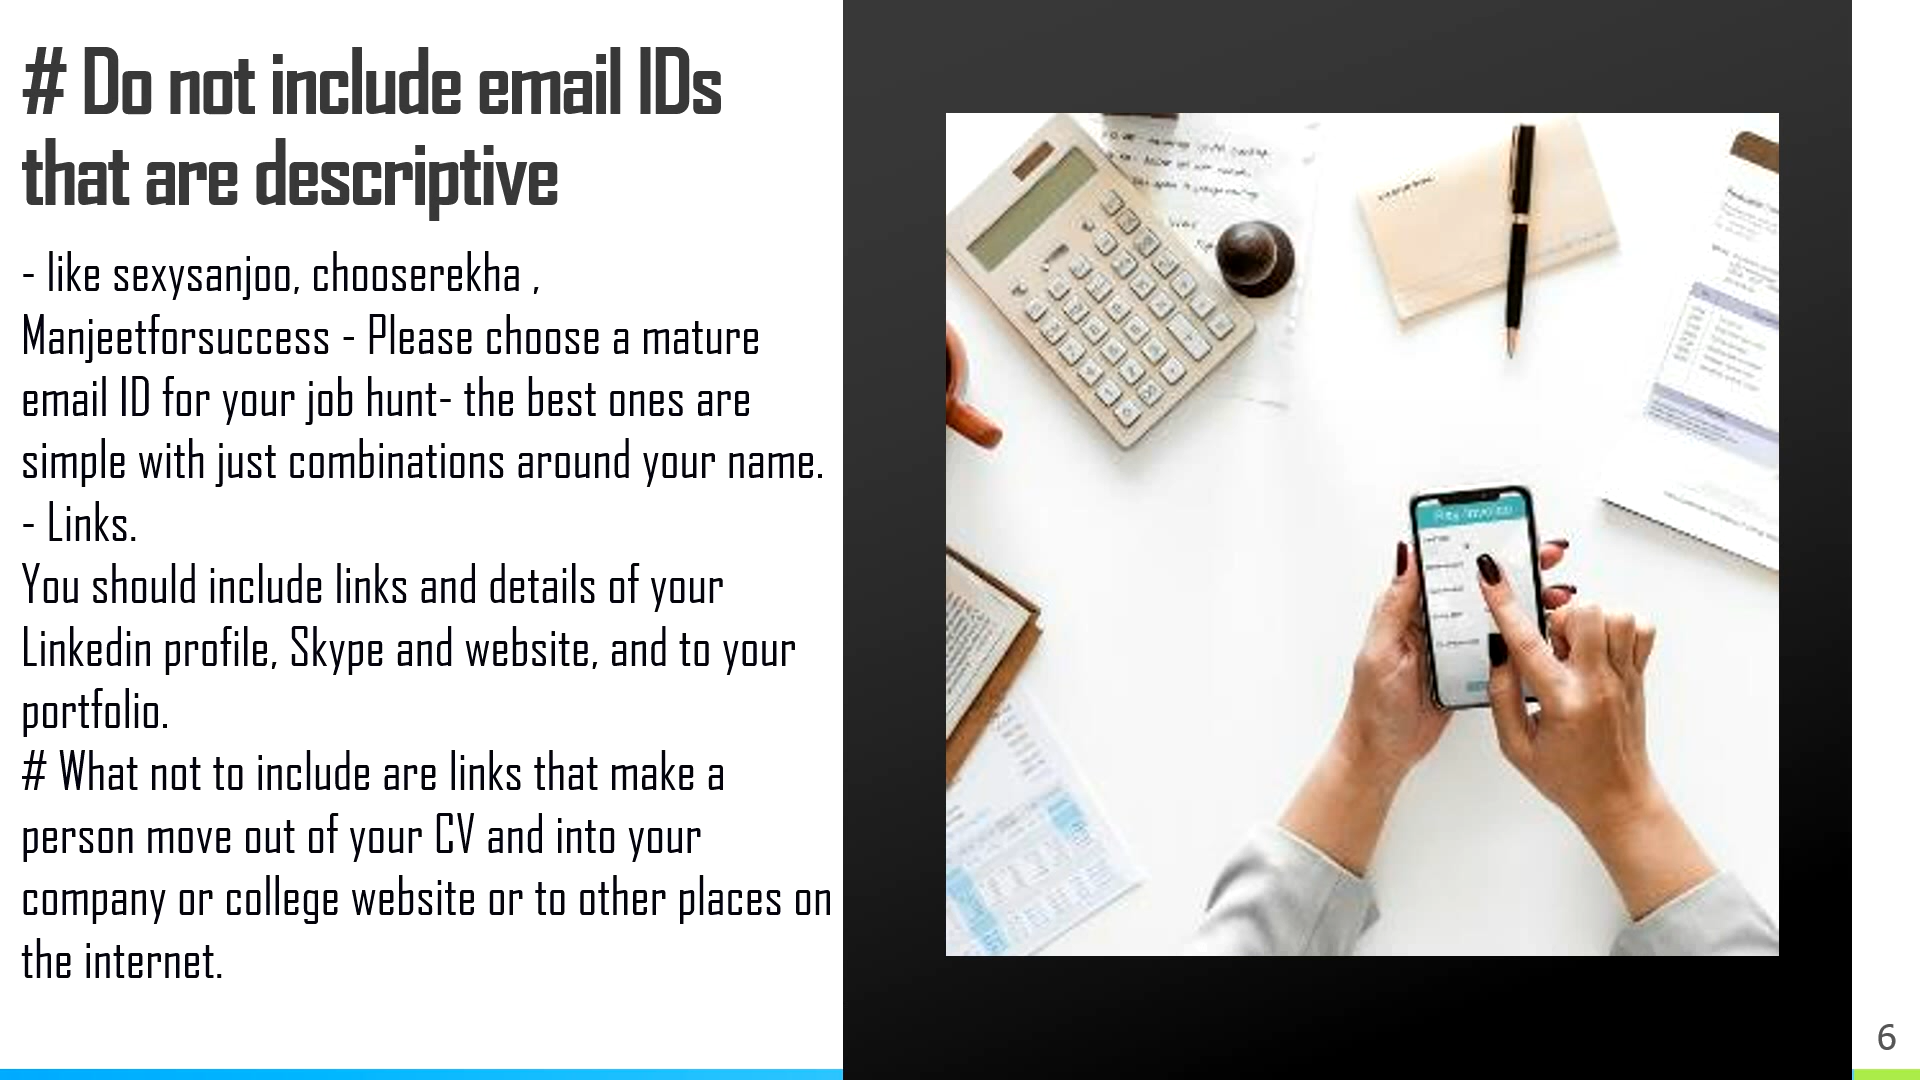 # Do not include email IDs
that are descriptive
- like sexysanjoo, chooserekha ,
Manjeetforsuccess - Please choose a mature
email ID for your job hunt- the best ones are
simple with just combinations around your name.
- Links.
You should include links and details of your
Linkedin profile, Skype and website, and to your
portfolio.
# What not to include are links that make a
person move out of your CV and into your
company or college website or to other places on
the internet.
6